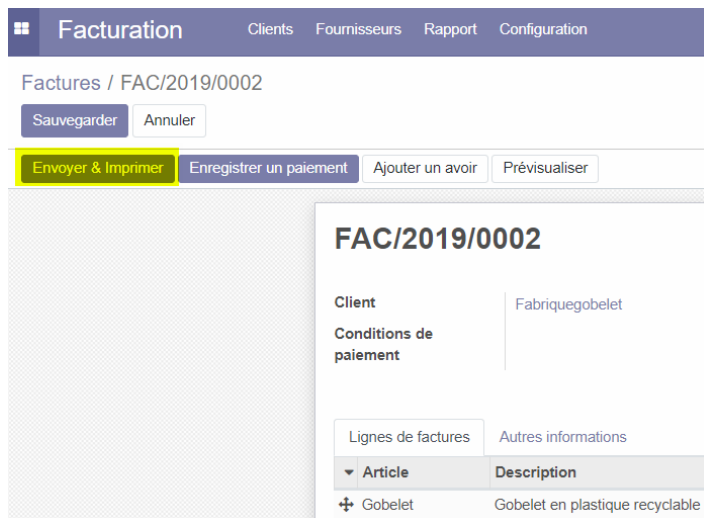 Facturation Clients Fournisseurs Rapport Configuration
Factures / FAC/2019/0002
Sauvegarder Annuler
Envoyer & Imprimer Enregistrer un paiement Ajouter un avoir Prévisualiser
FAC/2019/0002
Client Fabriquegobelet
Conditions de
paiement
Lignes de factures Autres informations
Article Description
Gobelet Gobelet en plastique recyclable